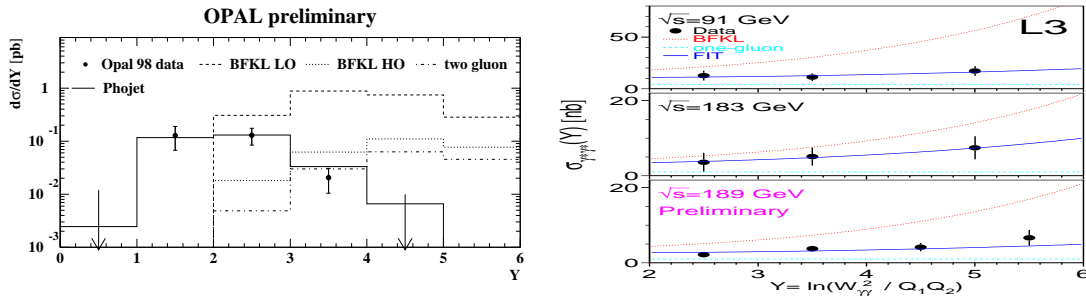 OPAL preliminary
dσ/dY [pb]
Opal 98 data
BFKL LO
BFKL HO
two gluon
Phojet
1
10 -1
10 -2
10 -3
0 1 2 3 4 5 6
Y
√s=91 GeV
L3
Data
BFKL
one-gluon
FIT
50
0
√s=183 GeV
20
0
√s=189 GeV
Preliminary
20
0
σγ*γ*(Y) [nb]
2 3 4 5 6
Y= ln(Wγγ 2 / Q1Q2)